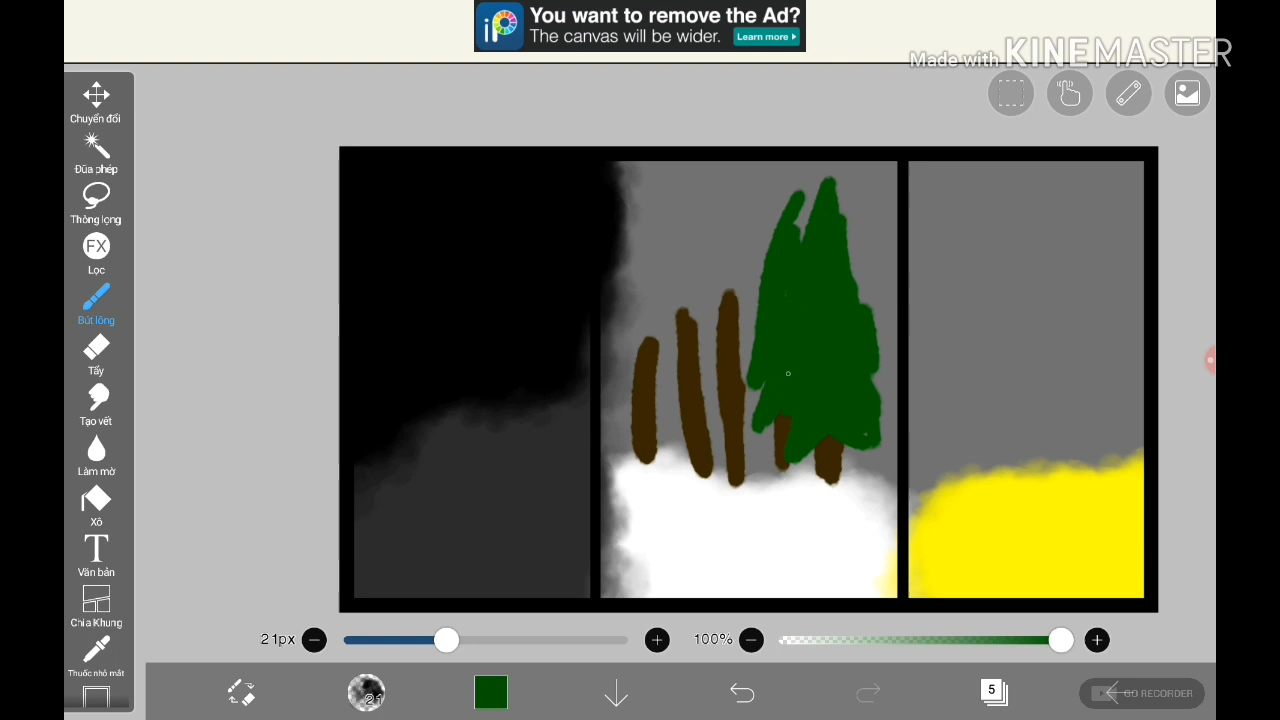 You want to remove the Ad?
The canvas will be wider.
Learn more
iP
Made with KINEMASTER
Chuyển đổi
Đũa phép
Thòng lọng
FX
Lọc
Bút lông
Tẩy
Tạo vết
Làm mờ
Xô
T
Văn bản
Chia Khung
Thuốc nhỏ mắt
21px
100%
21
5
GO RECORDER